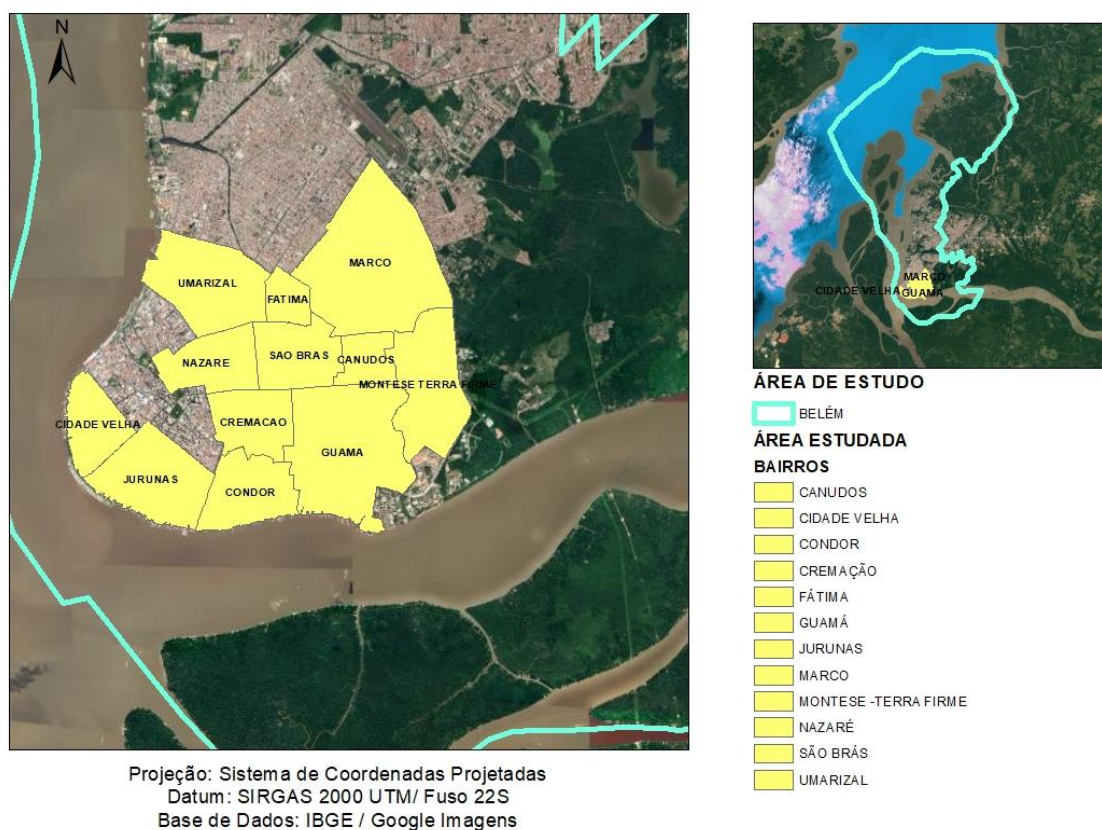 N
MARCO
UMARIZAL
FATIMA
NAZARE
SAO BRAS
CANUDOS
MONTESE TERRA FIRME
CIDADE VELHA
CREMACAO
GUAMA
JURUNAS
CONDOR
Projeção: Sistema de Coordenadas Projetadas
Datum: SIRGAS 2000 UTM/ Fuso 22S
Base de Dados: IBGE / Google Imagens
MARCO
CIDADE VELHA
GUAMA
ÁREA DE ESTUDO
BELÉM
ÁREA ESTUDADA
BAIRROS
CANUDOS
CIDADE VELHA
CONDOR
CREMAÇÃO
FÁTIMA
GUAMÁ
JURUNAS
MARCO
MONTESE -TERRA FIRME
NAZARÉ
SÃO BRÁS
UMARIZAL